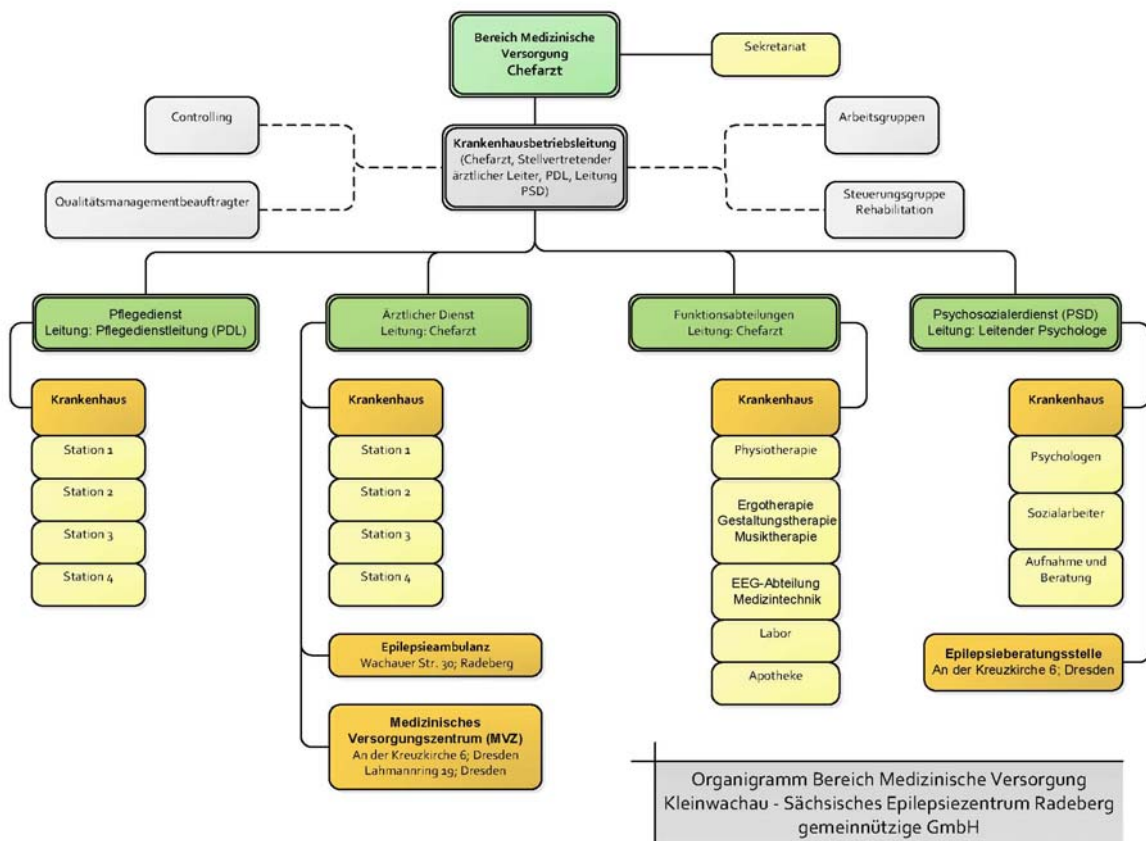 Bereich Medizinische
Versorgung
Chefarzt
Sekretariat
Controlling
Arbeitsgruppen
Krankenhausbetriebsleitung
(Chefarzt, Stellvertretender
ärztlicher Leiter, PDL, Leitung
PSD)
Qualitätsmanagementbeauftragter
Steuerungsgruppe
Rehabilitation
Pflegedienst
Leitung: Pflegedienstleitung (PDL)
Krankenhaus
Station 1
Station 2
Station 3
Station 4
Ärztlicher Dienst
Leitung: Chefarzt
Krankenhaus
Station 1
Station 2
Station 3
Station 4
Epilepsieambulanz
Wachauer Str. 30; Radeberg
Medizinisches
Versorgungszentrum (MVZ)
An der Kreuzkirche 6; Dresden
Lahmannring 19; Dresden
Funktionsabteilungen
Leitung: Chefarzt
Krankenhaus
Physiotherapie
Ergotherapie
Gestaltungstherapie
Musiktherapie
EEG-Abteilung
Medizintechnik
Labor
Apotheke
Psychosozialerdienst (PSD)
Leitung: Leitender Psychologe
Krankenhaus
Psychologen
Sozialarbeiter
Aufnahme und
Beratung
Epilepsieberatungsstelle
An der Kreuzkirche 6; Dresden
Organigramm Bereich Medizinische Versorgung
Kleinwachau - Sächsisches Epilepsiezentrum Radeberg
gemeinnützige GmbH